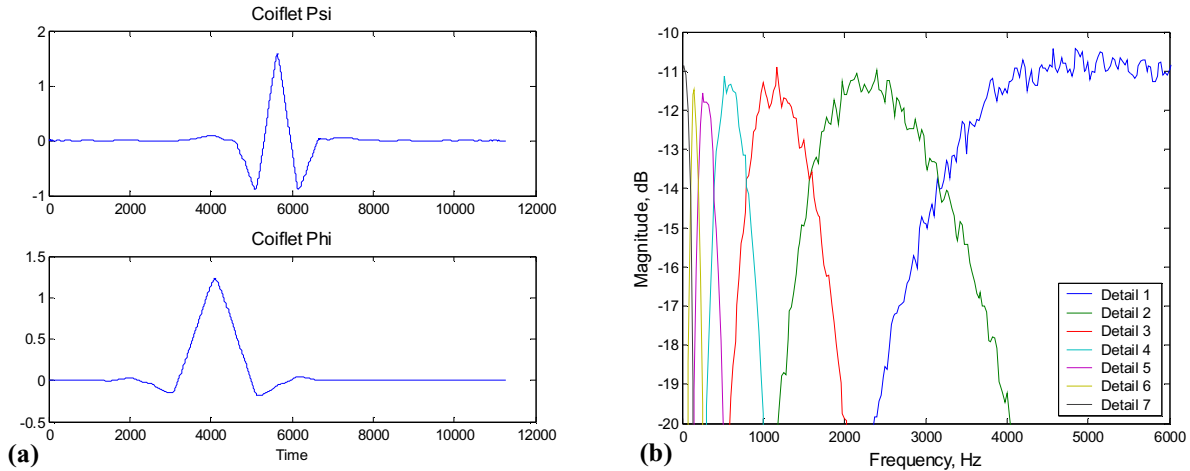 Coiflet Psi
2
1
0
-1
0 2000 4000 6000 8000 10000 12000
Coiflet Phi
1.5
1
0.5
0
-0.5
0 2000 4000 6000 8000 10000 12000
Time
(a)
-10
-11
-12
-13
-14
-15
-16
-17
-18
-19
-20
Magnitude, dB
0 1000 2000 3000 4000 5000 6000
Frequency, Hz
Detail 1
Detail 2
Detail 3
Detail 4
Detail 5
Detail 6
Detail 7
(b)